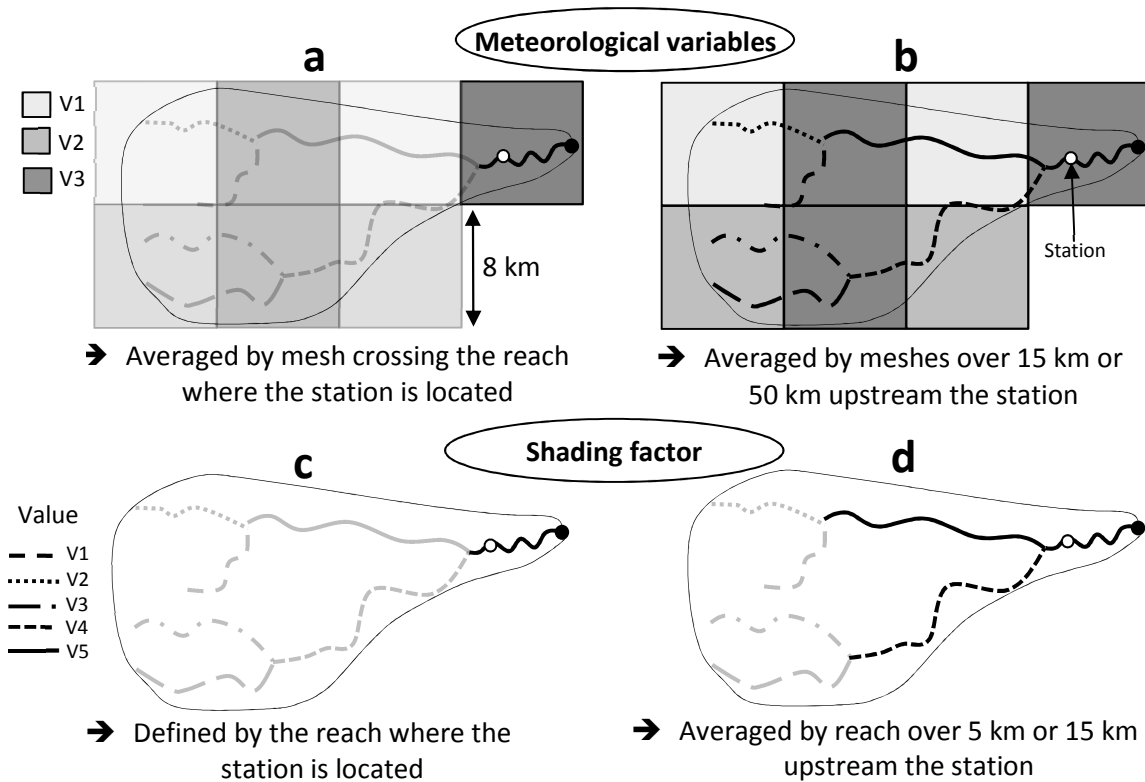 Meteorological variables
a
b
V1
V2
V3
8 km
Station
➔ Averaged by mesh crossing the reach
where the station is located
➔ Averaged by meshes over 15 km or
50 km upstream the station
Shading factor
c
d
Value
V1
V2
V3
V4
V5
➔ Defined by the reach where the
station is located
➔ Averaged by reach over 5 km or 15 km
upstream the station